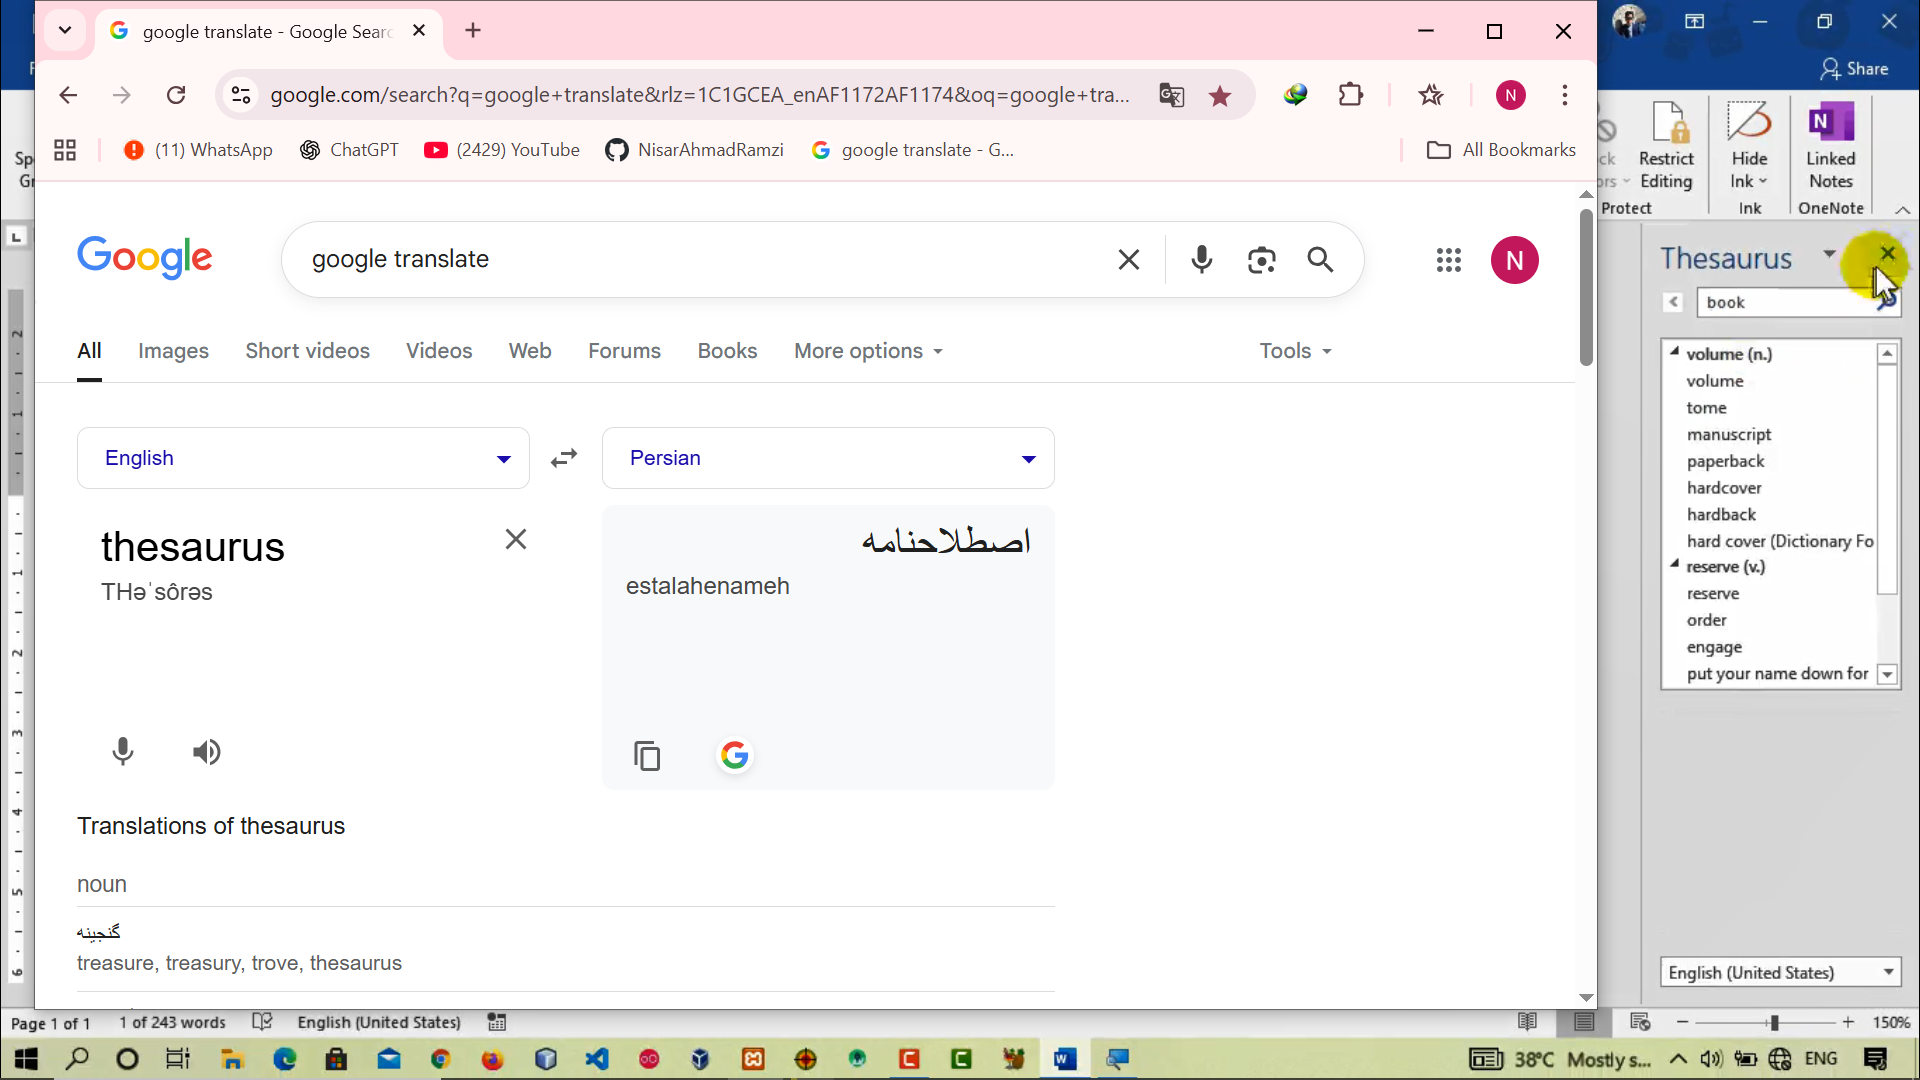 google translate - Google Searc
google.com/search?q=google+translate&rlz=1C1GCEA_enAF1172AF1174&oq=google+tra...
N
(11) WhatsApp
ChatGPT
(2429) YouTube
NisarAhmadRamzi
google translate - G...
All Bookmarks
Google
google translate
N
All
Images
Short videos
Videos
Web
Forums
Books
More options
Tools
English
Persian
thesaurus
THəˈsôrəs
اصطلاحنامه
estalahenameh
Translations of thesaurus
noun
گنجینه
treasure, treasury, trove, thesaurus
Share
Restrict
Editing
Hide
Ink
Linked
Notes
Protect
Ink
OneNote
Thesaurus
book
volume (n.)
volume
tome
manuscript
paperback
hardcover
hardback
hard cover (Dictionary Fo
reserve (v.)
reserve
order
engage
put your name down for
English (United States)
Page 1 of 1
1 of 243 words
English (United States)
150%
38°C Mostly s...
ENG